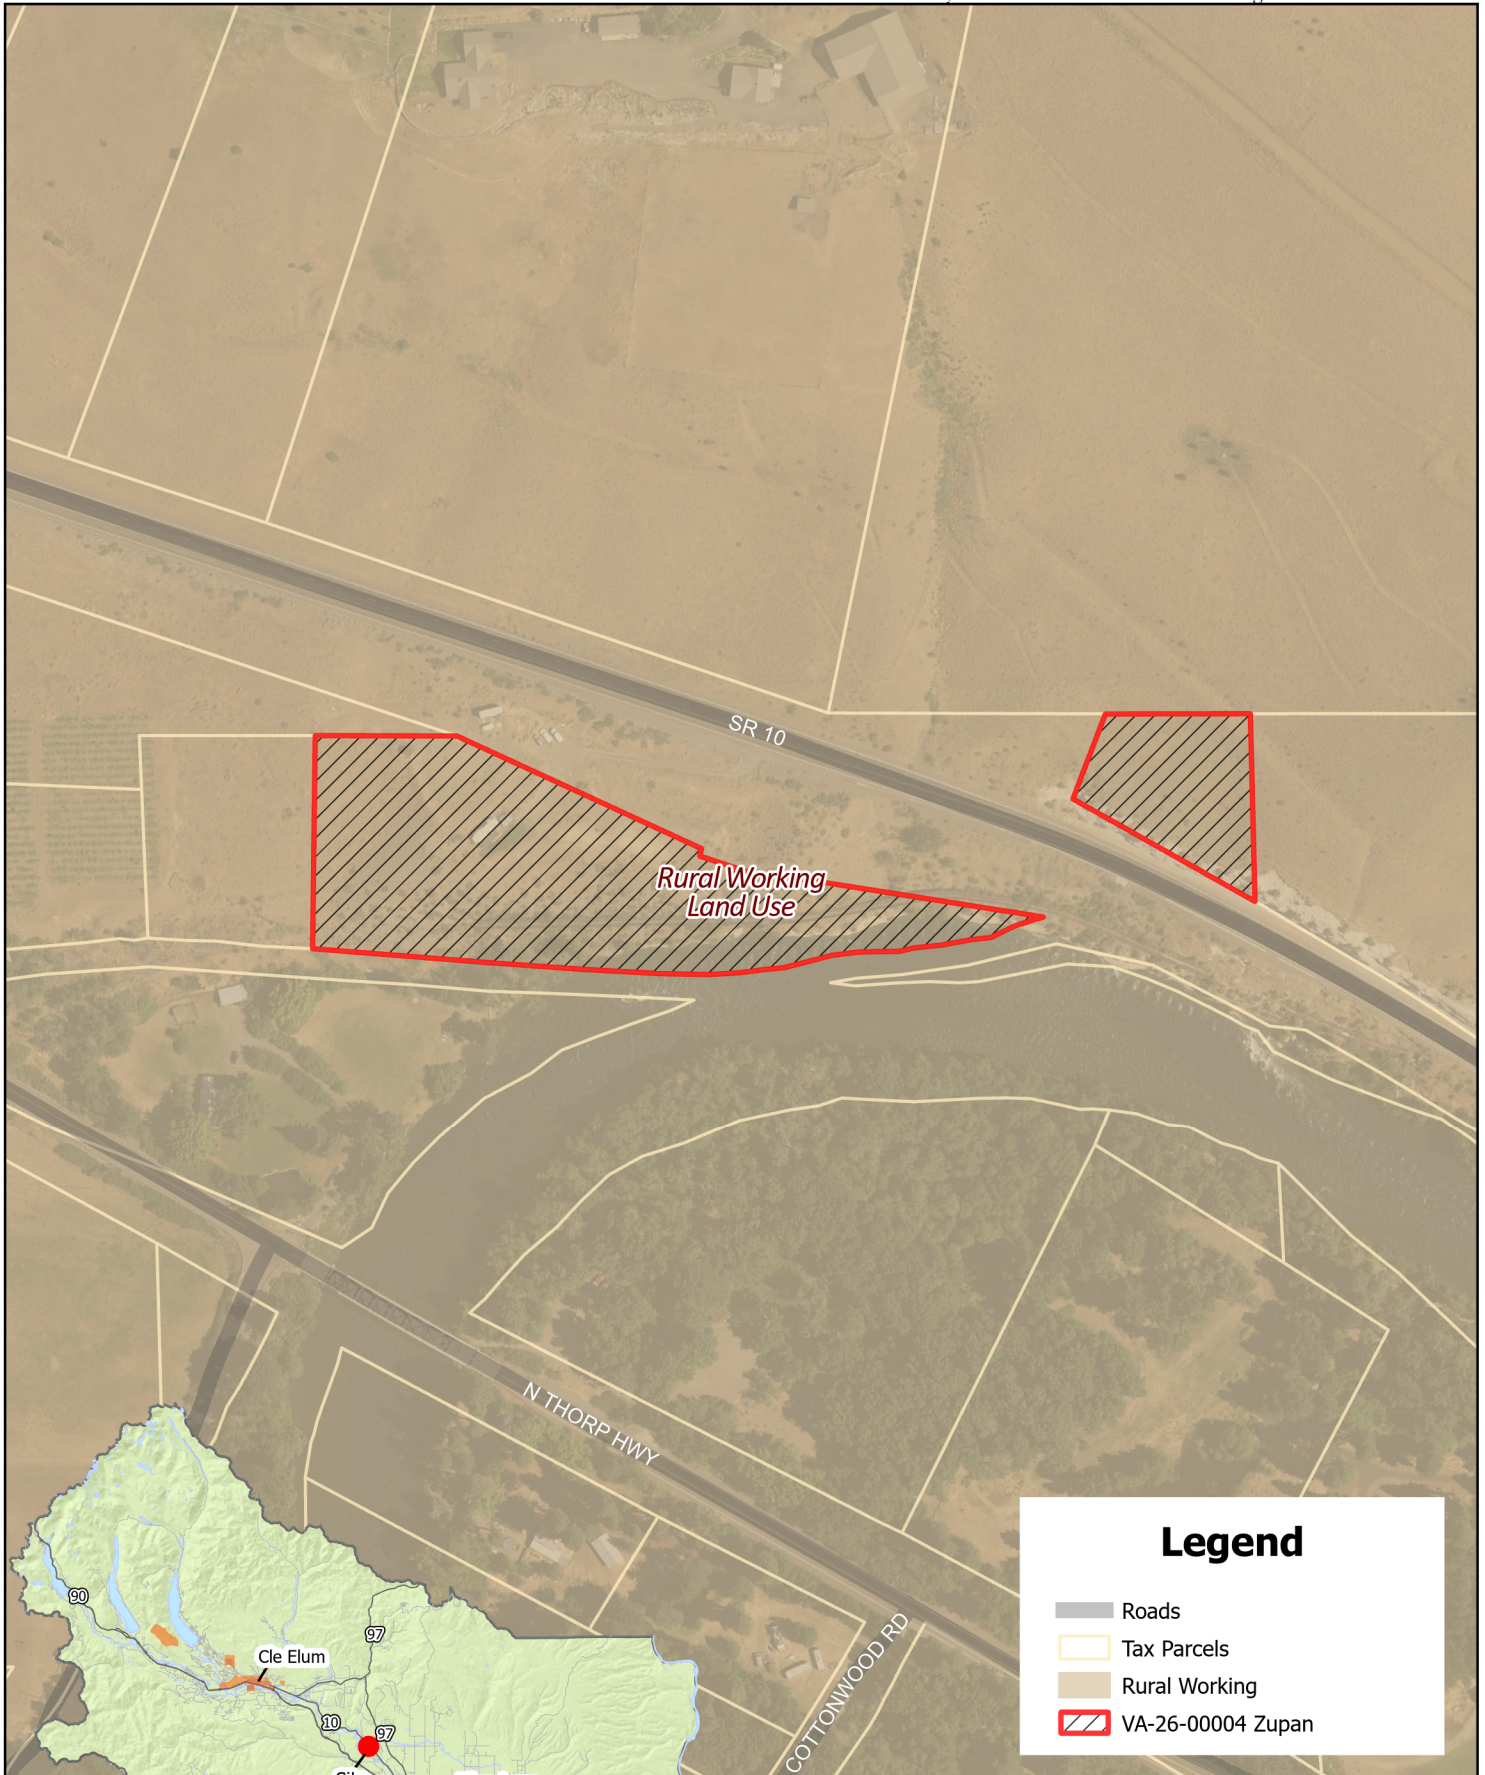 SR 10
Rural Working
Land Use
N THORP HWY
COTTONWOOD RD
90
97
Cle Elum
10
97
Legend
Roads
Tax Parcels
Rural Working
VA-26-00004 Zupan